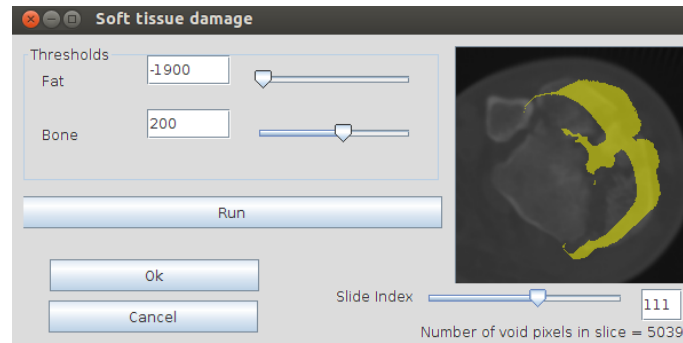 Soft tissue damage
Thresholds
Fat
-1900
Bone
200
Run
Ok
Cancel
Slide Index
111
Number of void pixels in slice = 5039